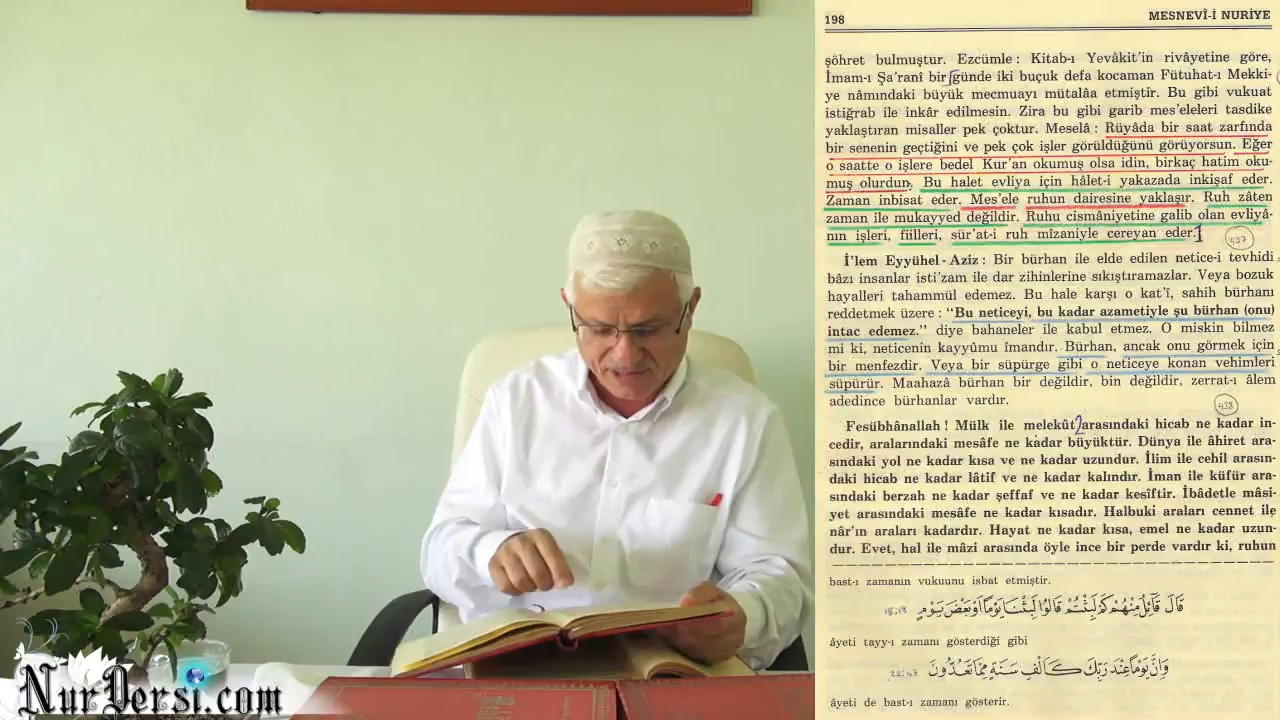 198
MESNEVÎ-İ NURİYE
şöhret bulmuştur. Ezcümle : Kitab-ı Yevâkit'in rivâyetine göre,
İmam-ı Şa'ranî bir günde iki buçuk defa kocaman Fütuhat-ı Mekki-
ye nâmındaki büyük mecmuayı mütalâa etmiştir. Bu gibi vukuat
istiğrab ile inkâr edilmesin. Zira bu gibi garib mes'eleleri tasdike
yaklaştıran misaller pek çoktur. Meselâ : Rüyâda bir saat zarfında
bir senenin geçtiğini ve pek çok işler görüldüğünü görüyorsun. Eğer
o saatte o işlere bedel Kur'an okumuş olsa idin, birkaç hatim oku-
muş olurdun. Bu halet evliya için hâlet-i yakazada inkişaf eder.
Zaman inbisat eder. Mes'ele ruhun dairesine yaklaşır. Ruh zâten
zaman ile mukayyed değildir. Ruhu cismâniyetine galib olan evliyâ-
nın işleri, fiilleri, sür'at-i ruh mîzaniyle cereyan eder. 1
437
İ'lem Eyyühel - Aziz : Bir bürhan ile elde edilen netice-i tevhidi
bâzı insanlar isti'zam ile dar zihinlerine sıkıştıramazlar. Veya bozuk
hayalleri tahammül edemez. Bu hale karşı o kat'î, sahih bürhanı
reddetmek üzere : "Bu neticeyi, bu kadar azametiyle şu bürhan (onu)
intac edemez." diye bahaneler ile kabul etmez. O miskin bilmez
mi ki, neticenin kayyûmu îmandır. Bürhan, ancak onu görmek için
bir menfezdir. Veya bir süpürge gibi o neticeye konan vehimleri
süpürür. Maahazâ bürhan bir değildir, bin değildir, zerrat-ı âlem
adedince bürhanlar vardır.
438
Fesübhânallah ! Mülk ile melekût 2 arasındaki hicab ne kadar in-
cedir, aralarındaki mesâfe ne kadar büyüktür. Dünya ile âhiret ara-
sındaki yol ne kadar kısa ve ne kadar uzundur. İlim ile cehil arasın-
daki hicab ne kadar lâtif ve ne kadar kalındır. İman ile küfür ara-
sındaki berzah ne kadar şeffaf ve ne kadar kesîftir. İbâdetle mâsi-
yet arasındaki mesâfe ne kadar kısadır. Halbuki araları cennet ile
nâr'ın araları kadardır. Hayat ne kadar kısa, emel ne kadar uzun-
dur. Evet, hal ile mâzi arasında öyle ince bir perde vardır ki, ruhun
bast-ı zamanın vukuunu isbat etmiştir.
قَالَ قَٓائِلٌ مِنْهُمْ كَمْ لَبِثْتُمْ قَالُوا لَبِثْنَا يَوْمًا اَوْ بَعْضَ يَوْمٍ
âyeti tayy-ı zamanı gösterdiği gibi
وَاِنَّ يَوْمًا عِنْدَ رَبِّكَ كَاَلْفِ سَنَةٍ مِمَّا تَعُدُّونَ
âyeti de bast-ı zamanı gösterir.
NurDersi.com